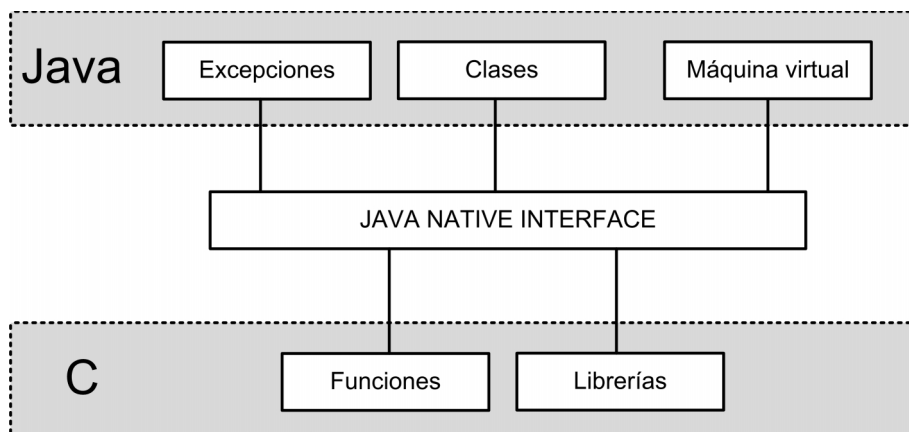 Java
Excepciones
Clases
Máquina virtual
JAVA NATIVE INTERFACE
C
Funciones
Librerías